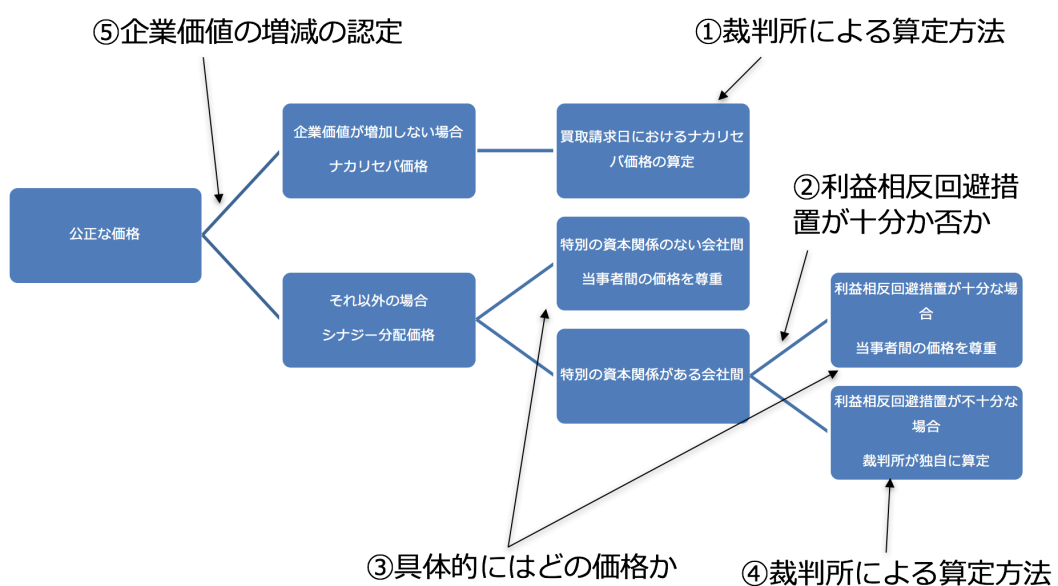 ⑤企業価値の増減の認定
①裁判所による算定方法
企業価値が増加しない場合
ナカリセバ価格
買取請求日におけるナカリセ
バ価格の算定
②利益相反回避措
置が十分か否か
公正な価格
特別の資本関係のない会社間
当事者間の価格を尊重
それ以外の場合
シナジー分配価格
利益相反回避措置が十分な場
合
当事者間の価格を尊重
特別の資本関係がある会社間
利益相反回避措置が不十分な
場合
裁判所が独自に算定
③具体的にはどの価格か
④裁判所による算定方法